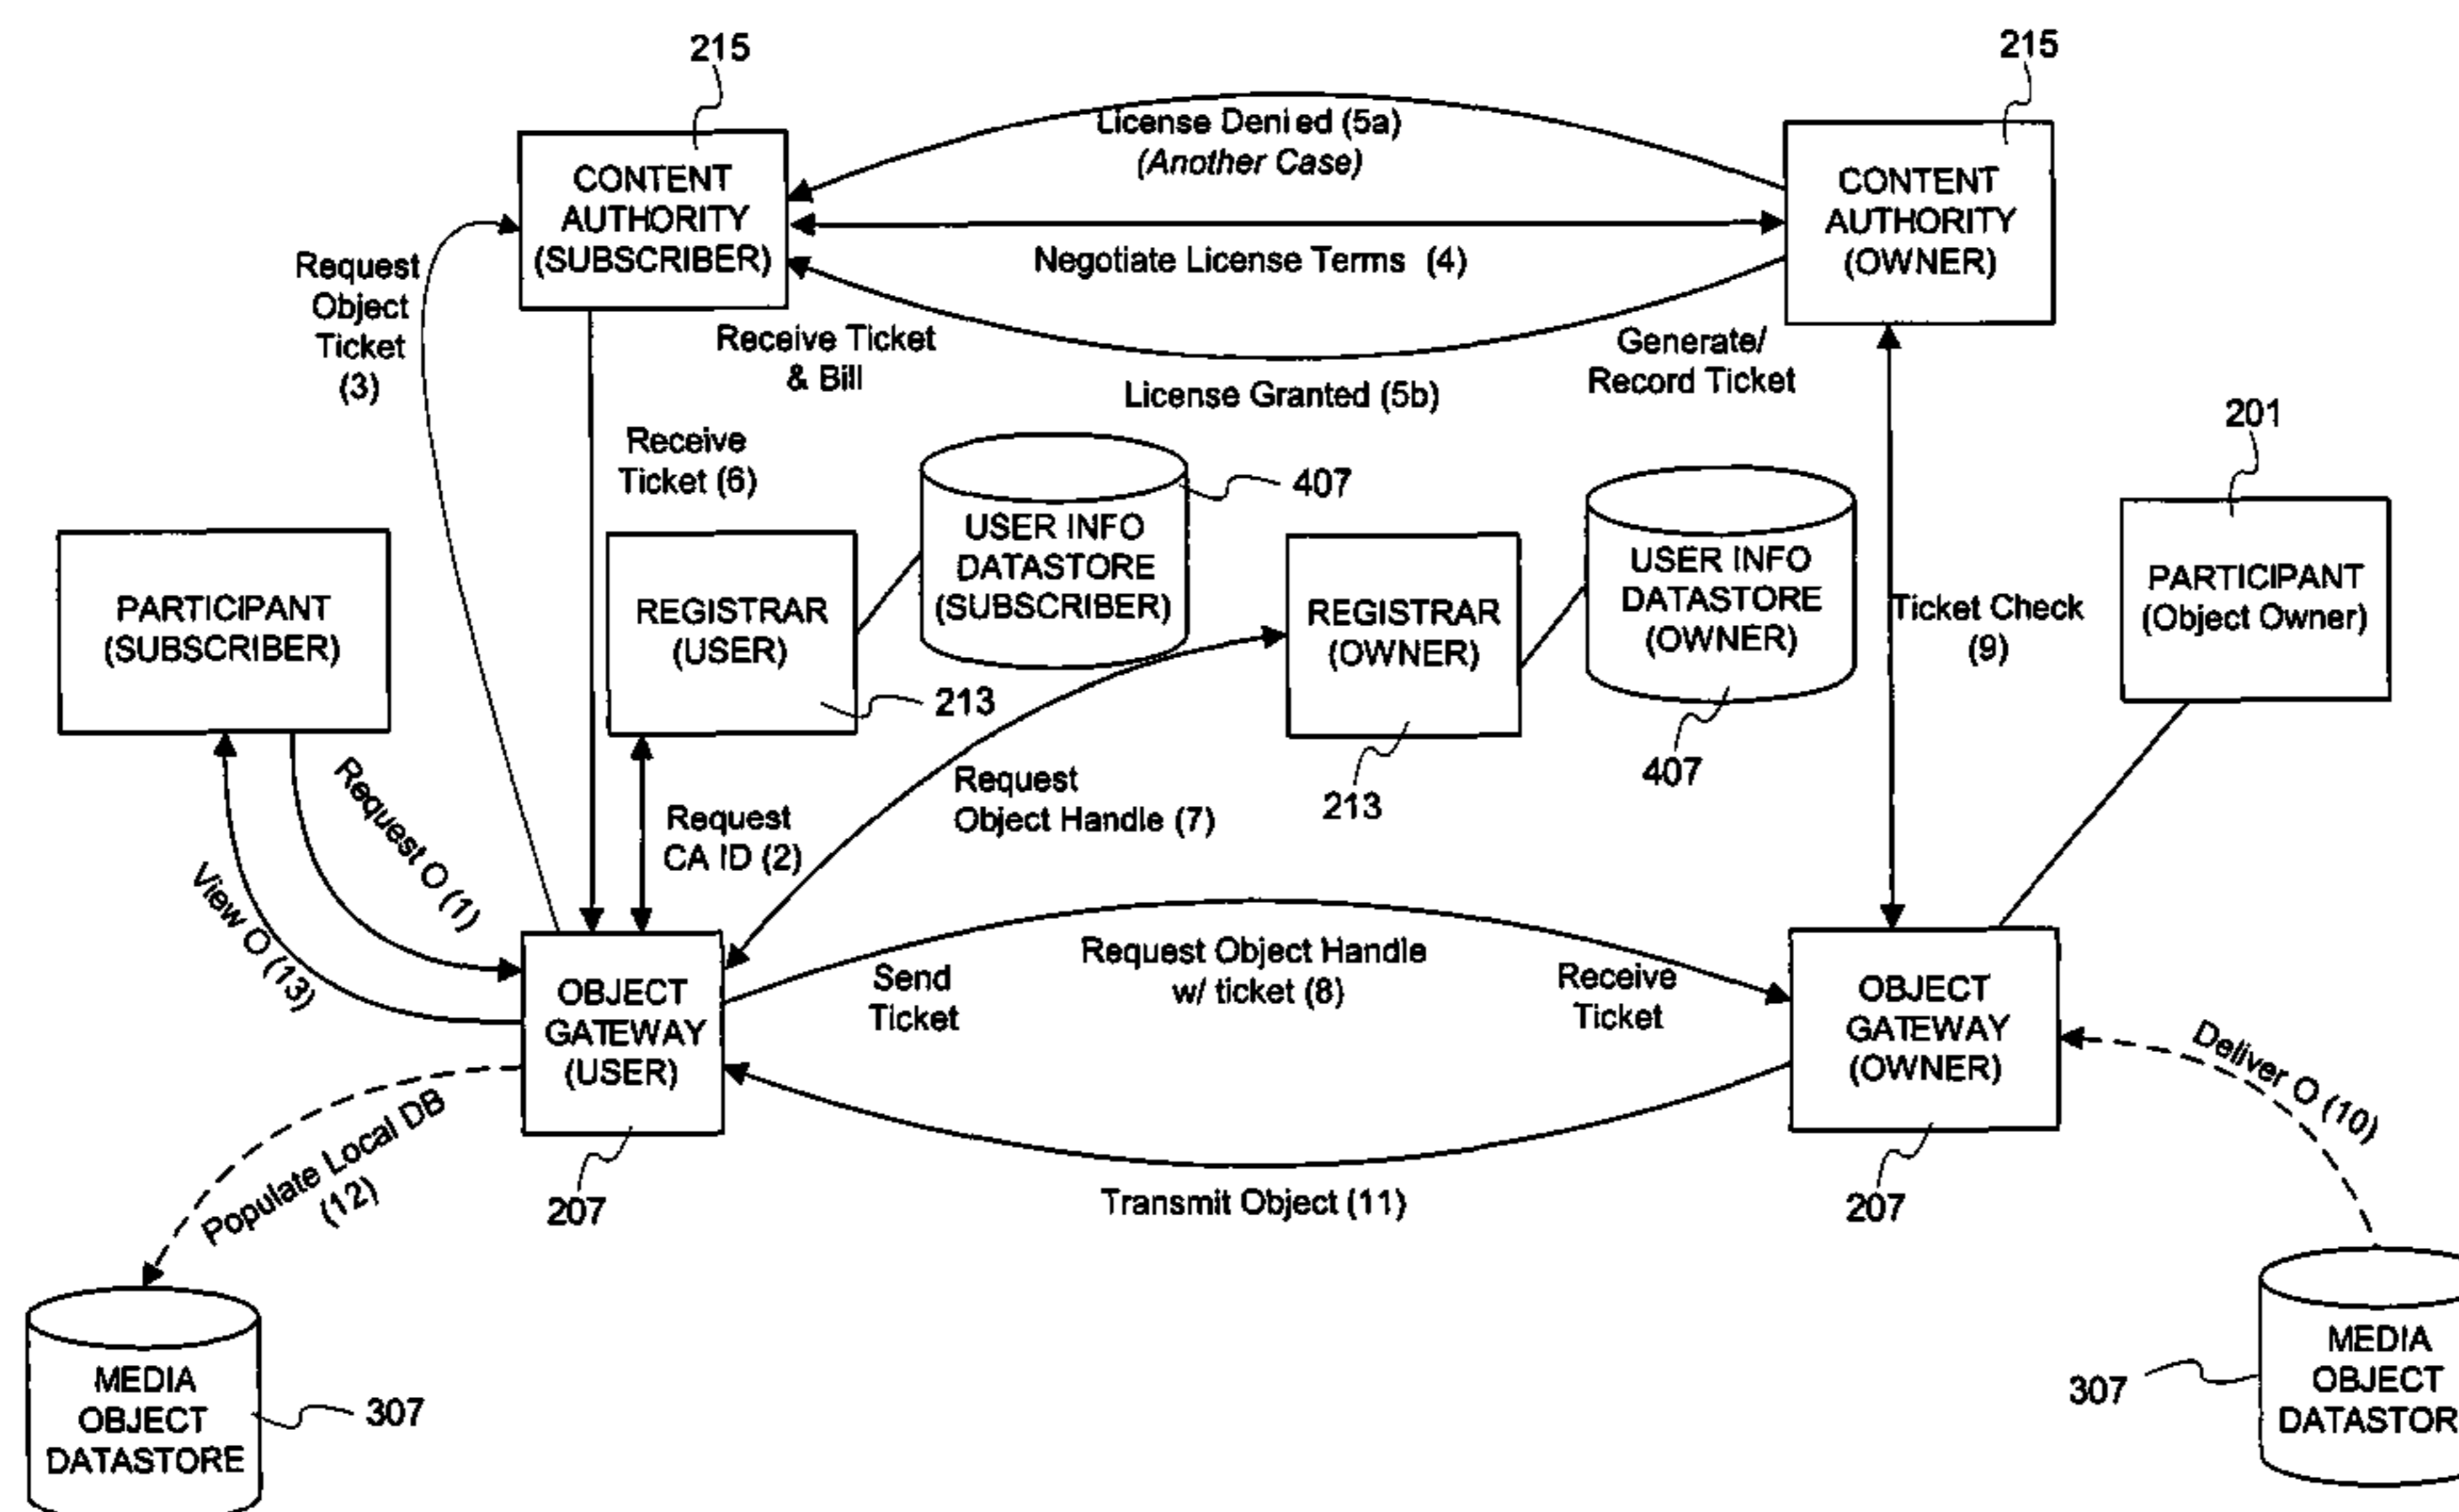 215
215
License Denied (5a)
(Another Case)
CONTENT
AUTHORITY
(SUBSCRIBER)
CONTENT
AUTHORITY
(OWNER)
Negotiate License Terms (4)
Request
Object
Ticket
(3)
Receive Ticket
& Bill
Generate/
Record Ticket
License Granted (5b)
201
Receive
Ticket (6)
407
USER INFO
DATASTORE
(SUBSCRIBER)
USER INFO
DATASTORE
(OWNER)
PARTICIPANT
(SUBSCRIBER)
REGISTRAR
(USER)
REGISTRAR
(OWNER)
Ticket Check
(9)
PARTICIPANT
(Object Owner)
213
407
213
Request O (1)
Request
CA ID (2)
Request
Object Handle (7)
View O (13)
Send
Ticket
Request Object Handle
w/ ticket (8)
Receive
Ticket
OBJECT
GATEWAY
(USER)
OBJECT
GATEWAY
(OWNER)
Deliver O (10)
Populate Local DB
(12)
207
Transmit Object (11)
207
MEDIA
OBJECT
DATASTORE
307
307
MEDIA
OBJECT
DATASTOR